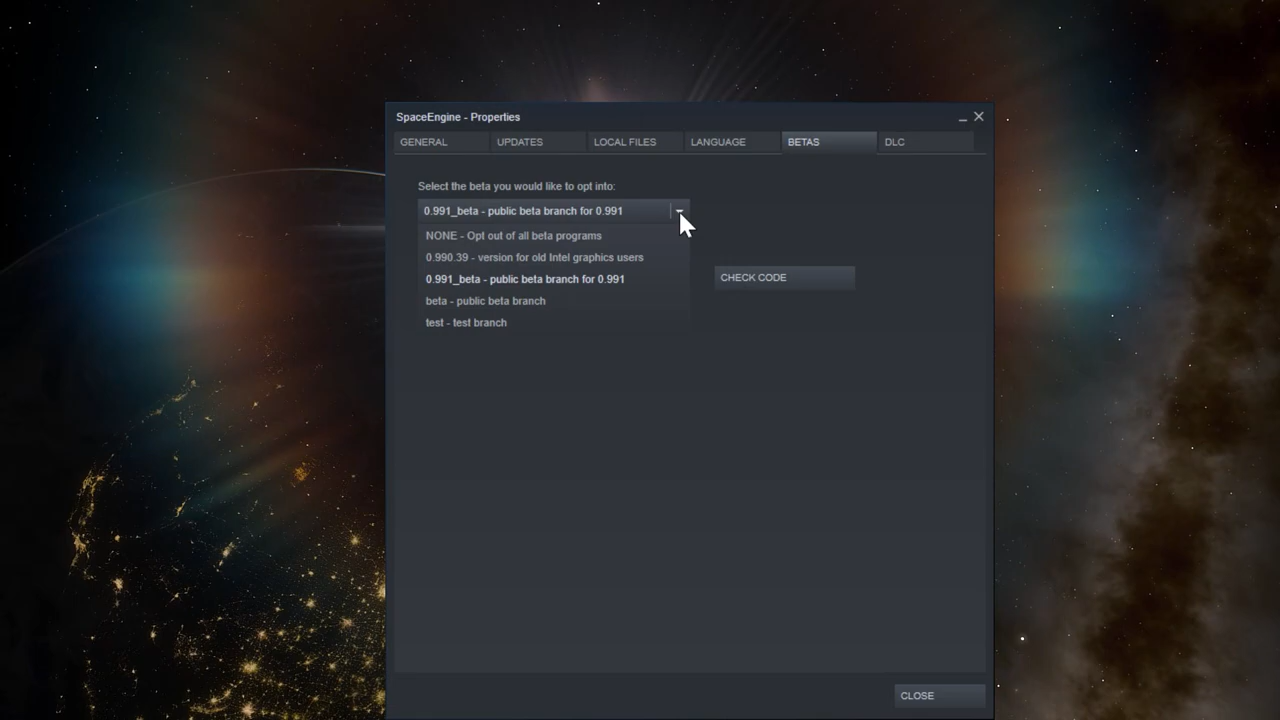 SpaceEngine - Properties
GENERAL UPDATES LOCAL FILES LANGUAGE BETAS DLC
Select the beta you would like to opt into:
0.991_beta - public beta branch for 0.991
NONE - Opt out of all beta programs
0.990.39 - version for old Intel graphics users
0.991_beta - public beta branch for 0.991
CHECK CODE
beta - public beta branch
test - test branch
CLOSE